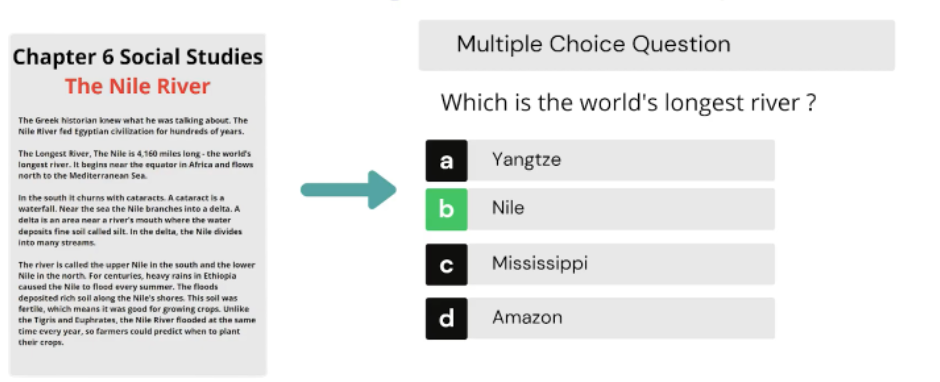 Chapter 6 Social Studies
The Nile River
The Greek historian knew what he was talking about. The
Nile River fed Egyptian civilization for hundreds of years.
The Longest River, The Nile is 4,160 miles long - the world's
longest river. It begins near the equator in Africa and flows
north to the Mediterranean Sea.
In the south it churns with cataracts. A cataract is a
waterfall. Near the sea the Nile branches into a delta. A
delta is an area near a river's mouth where the water
deposits fine soil called silt. In the delta, the Nile divides
into many streams.
The river is called the upper Nile in the south and the lower
Nile in the north. For centuries, heavy rains in Ethiopia
caused the Nile to flood every summer. The floods
deposited rich soil along the Nile's shores. This soil was
fertile, which means it was good for growing crops. Unlike
the Tigris and Euphrates, the Nile River flooded at the same
time every year, so farmers could predict when to plant
their crops.
Multiple Choice Question
Which is the world's longest river ?
a Yangtze
b Nile
c Mississippi
d Amazon